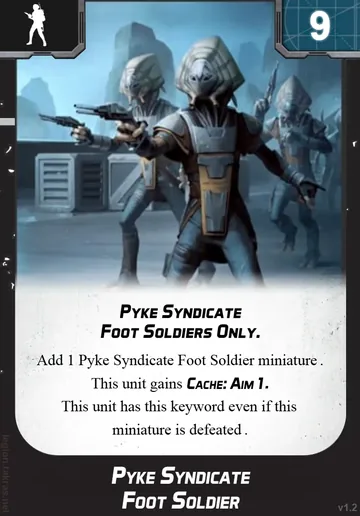 9
PYKE SYNDICATE
FOOT SOLDIERS ONLY.
Add 1 Pyke Syndicate Foot Soldier miniature.
This unit gains CACHE: AIM 1.
This unit has this keyword even if this
miniature is defeated.
PYKE SYNDICATE
FOOT SOLDIER
v1.2